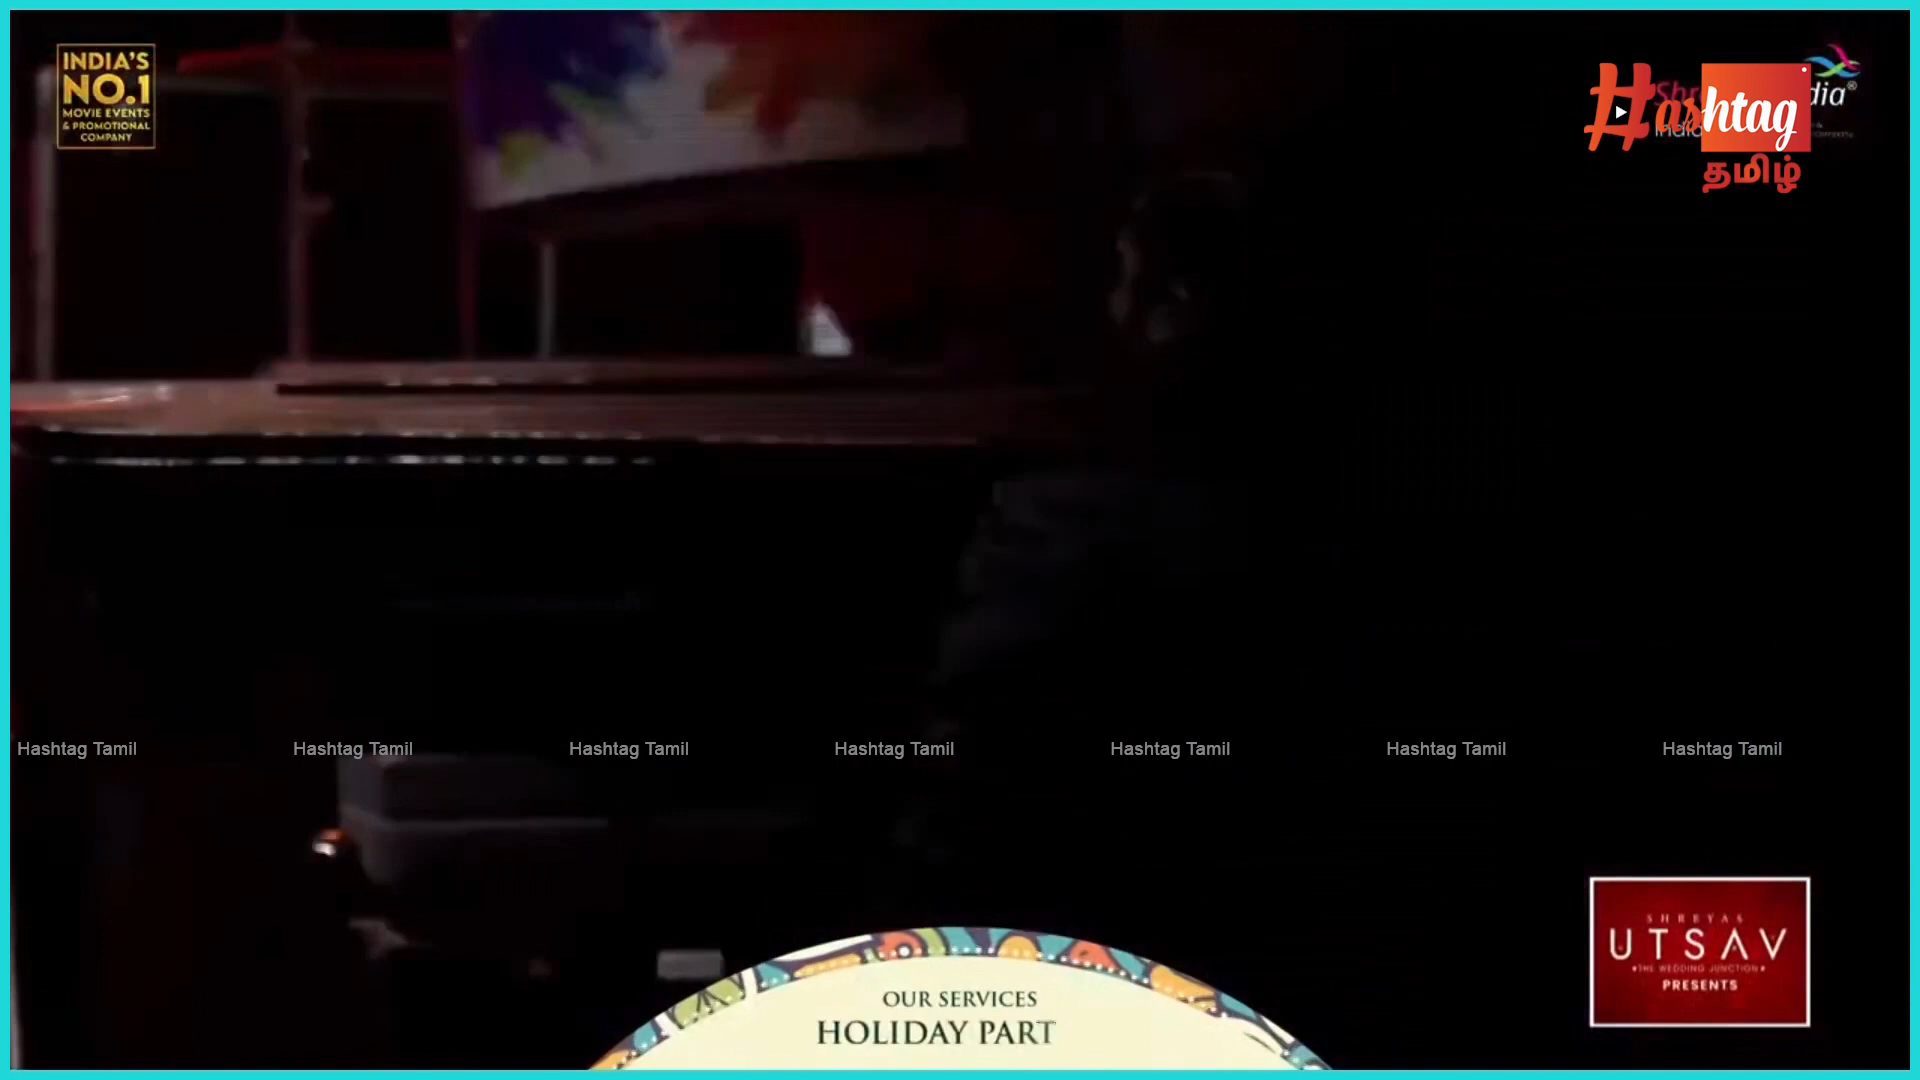 INDIA'S
NO.1
MOVIE EVENTS
& PROMOTIONAL
COMPANY
Hashtag
தமிழ்
Hashtag Tamil Hashtag Tamil Hashtag Tamil Hashtag Tamil Hashtag Tamil Hashtag Tamil Hashtag Tamil
SHREYAS
UTSAV
THE WEDDING JUNCTION
PRESENTS
OUR SERVICES
HOLIDAY PART